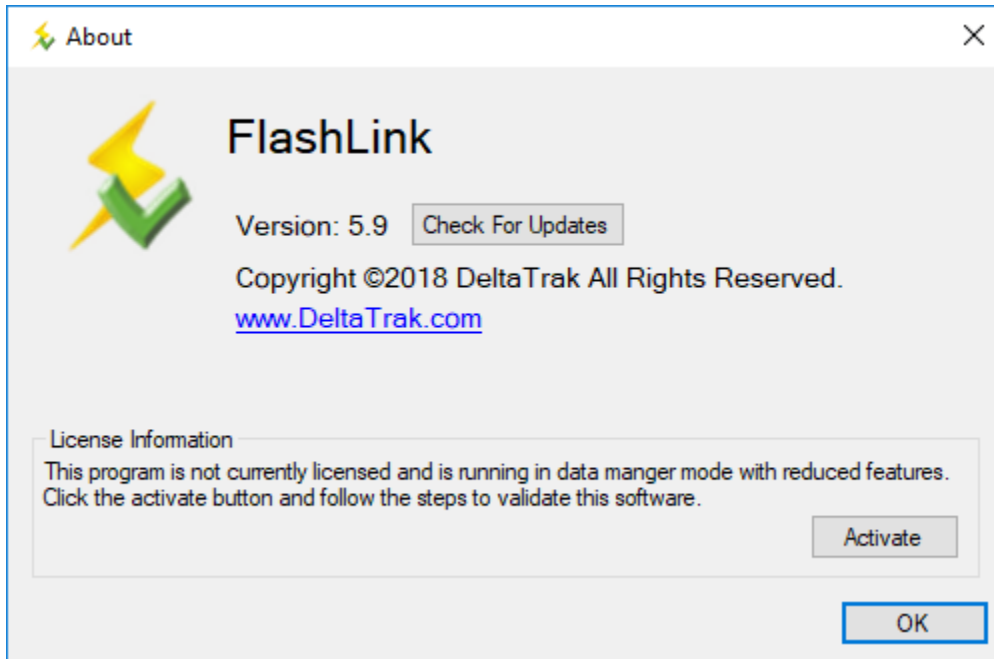 About
FlashLink
Version: 5.9 Check For Updates
Copyright ©2018 DeltaTrak All Rights Reserved.
www.DeltaTrak.com
License Information
This program is not currently licensed and is running in data manger mode with reduced features.
Click the activate button and follow the steps to validate this software.
Activate
OK